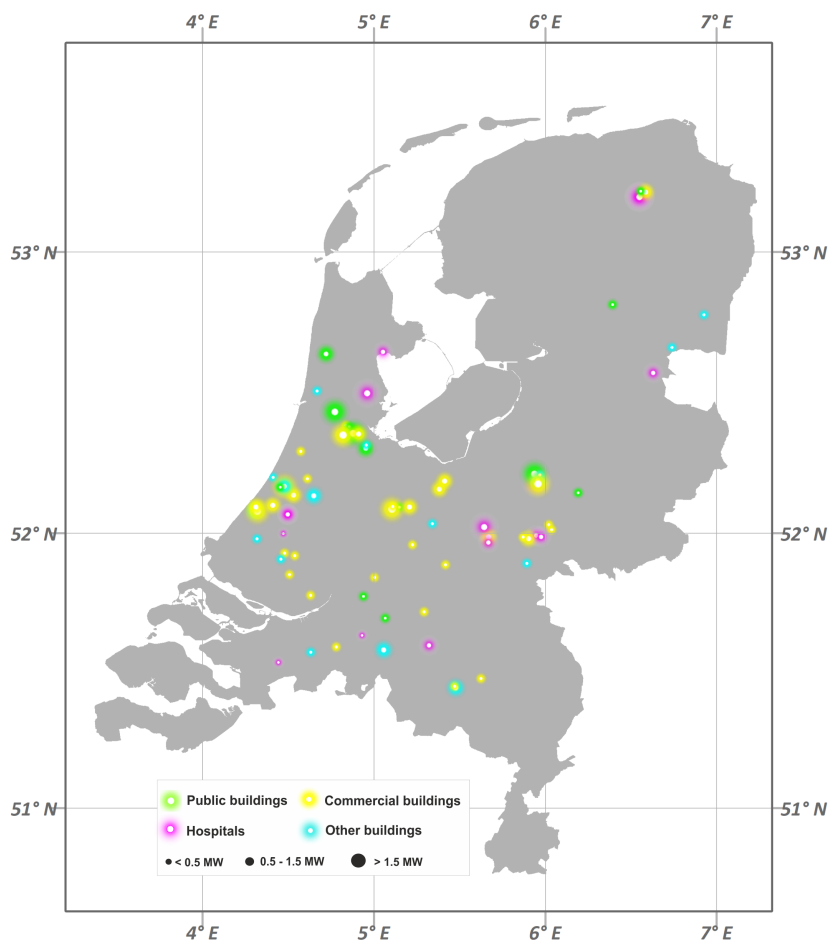 4° E 5° E 6° E 7° E
53° N 53° N
52° N 52° N
Public buildings Commercial buildings
Hospitals Other buildings
< 0.5 MW 0.5 - 1.5 MW > 1.5 MW
51° N 51° N
4° E 5° E 6° E 7° E